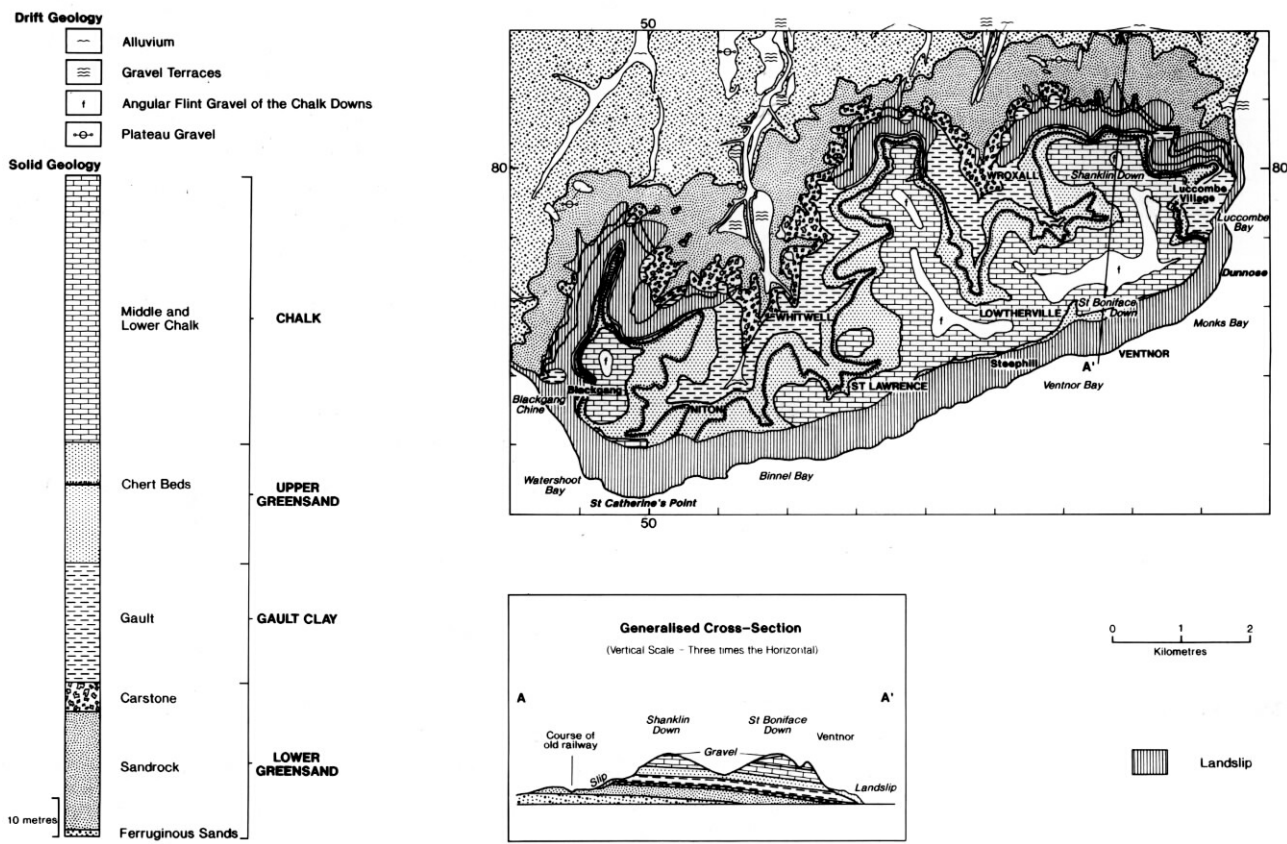 Drift Geology
Alluvium
Gravel Terraces
f
Angular Flint Gravel of the Chalk Downs
Plateau Gravel
Solid Geology
Middle and
Lower Chalk
CHALK
Chert Beds
UPPER
GREENSAND
Gault
GAULT CLAY
Carstone
Sandrock
LOWER
GREENSAND
10 metres
Ferruginous Sands
50
80
80
WROXALL
Shanklin Down
Luccombe
Village
Luccombe
Bay
Dunnose
f
f
f
f
St Boniface
Down
Monks Bay
WHITWELL
LOWTHERVILLE
VENTNOR
Steephill
A'
Ventnor Bay
Blackgang
ST LAWRENCE
Blackgang
Chine
NITON
Binnel Bay
Watershoot
Bay
St Catherine's Point
50
Generalised Cross-Section
(Vertical Scale - Three times the Horizontal)
A
A'
Shanklin
Down
St Boniface
Down
Ventnor
Course of
old railway
Gravel
Slip
Landslip
0 1 2
Kilometres
Landslip